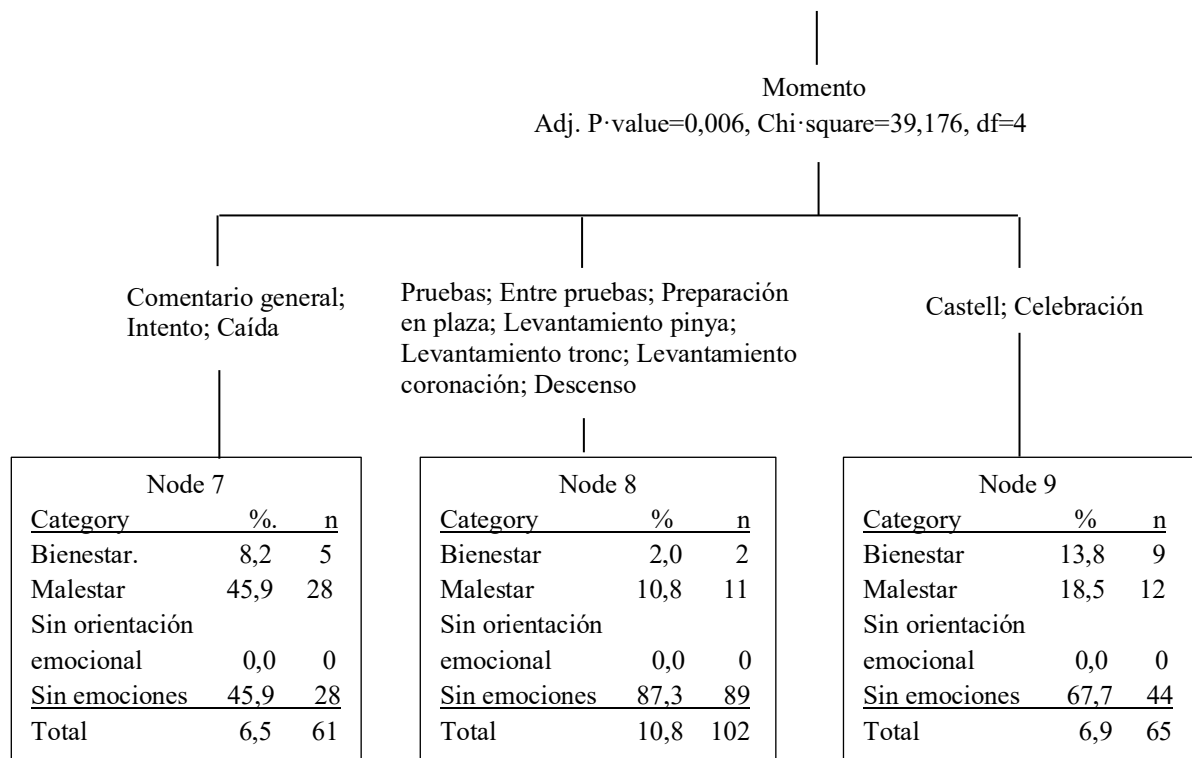 Momento
Adj. P·value=0,006, Chi·square=39,176, df=4
Comentario general;
Intento; Caída
Pruebas; Entre pruebas; Preparación
en plaza; Levantamiento pinya;
Levantamiento tronc; Levantamiento
coronación; Descenso
Castell; Celebración
Node 7
Category %. n
Bienestar. 8,2 5
Malestar 45,9 28
Sin orientación
emocional 0,0 0
Sin emociones 45,9 28
Total 6,5 61
Node 8
Category % n
Bienestar 2,0 2
Malestar 10,8 11
Sin orientación
emocional 0,0 0
Sin emociones 87,3 89
Total 10,8 102
Node 9
Category % n
Bienestar 13,8 9
Malestar 18,5 12
Sin orientación
emocional 0,0 0
Sin emociones 67,7 44
Total 6,9 65